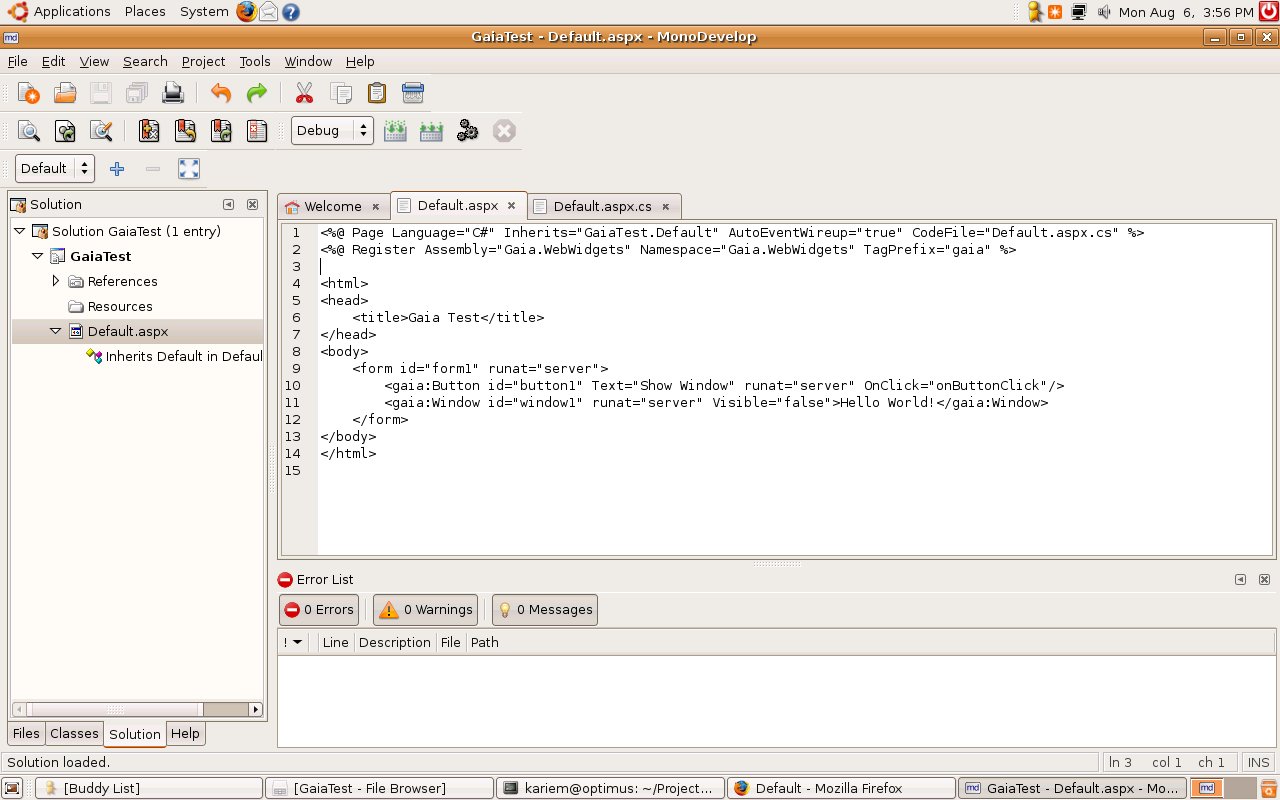 Applications Places System Mon Aug 6, 3:56 PM
GaiaTest - Default.aspx - MonoDevelop
File Edit View Search Project Tools Window Help
Debug
Default
Solution
Welcome Default.aspx Default.aspx.cs
Solution GaiaTest (1 entry)
GaiaTest
References
Resources
Default.aspx
Inherits Default in Defaul
1 <%@ Page Language="C#" Inherits="GaiaTest.Default" AutoEventWireup="true" CodeFile="Default.aspx.cs" %>
2 <%@ Register Assembly="Gaia.WebWidgets" Namespace="Gaia.WebWidgets" TagPrefix="gaia" %>
3
4 <html>
5 <head>
6 <title>Gaia Test</title>
7 </head>
8 <body>
9 <form id="form1" runat="server">
10 <gaia:Button id="button1" Text="Show Window" runat="server" OnClick="onButtonClick"/>
11 <gaia:Window id="window1" runat="server" Visible="false">Hello World!</gaia:Window>
12 </form>
13 </body>
14 </html>
15
Error List
0 Errors 0 Warnings 0 Messages
! Line Description File Path
Files Classes Solution Help
Solution loaded. ln 3 col 1 ch 1 INS
[Buddy List] [GaiaTest - File Browser] kariem@optimus: ~/Project... Default - Mozilla Firefox GaiaTest - Default.aspx - Mo...